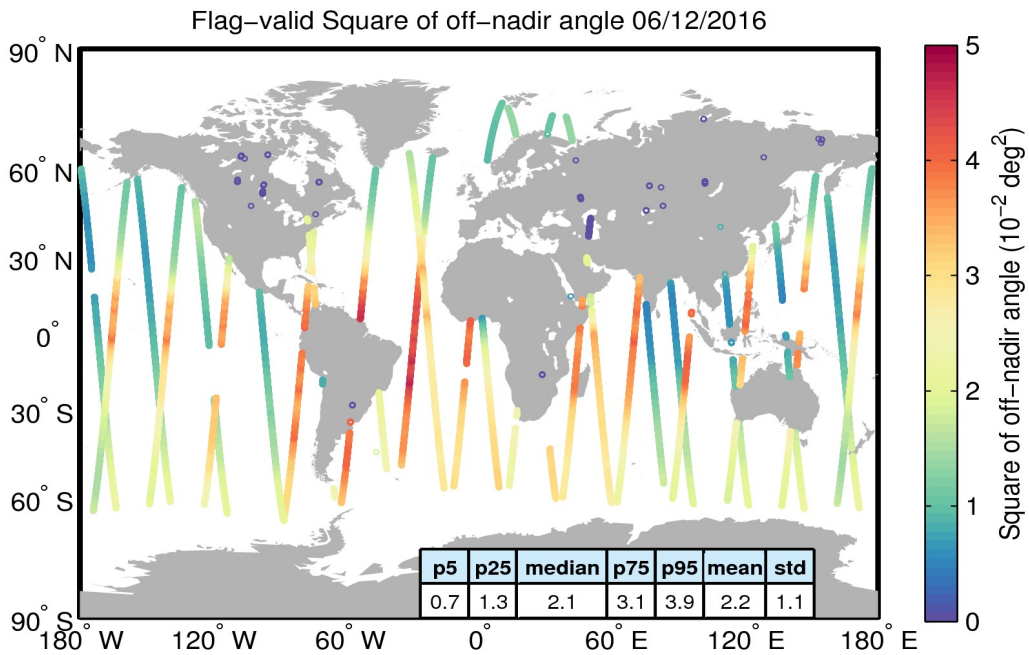 Flag−valid Square of off−nadir angle 06/12/2016
90° N
60° N
30° N
0°
30° S
60° S
90° S
180° W
120° W
60° W
0°
60° E
120° E
180° E
p5 p25 median p75 p95 mean std
0.7 1.3 2.1 3.1 3.9 2.2 1.1
5
4
3
2
1
0
Square of off−nadir angle (10⁻² deg²)